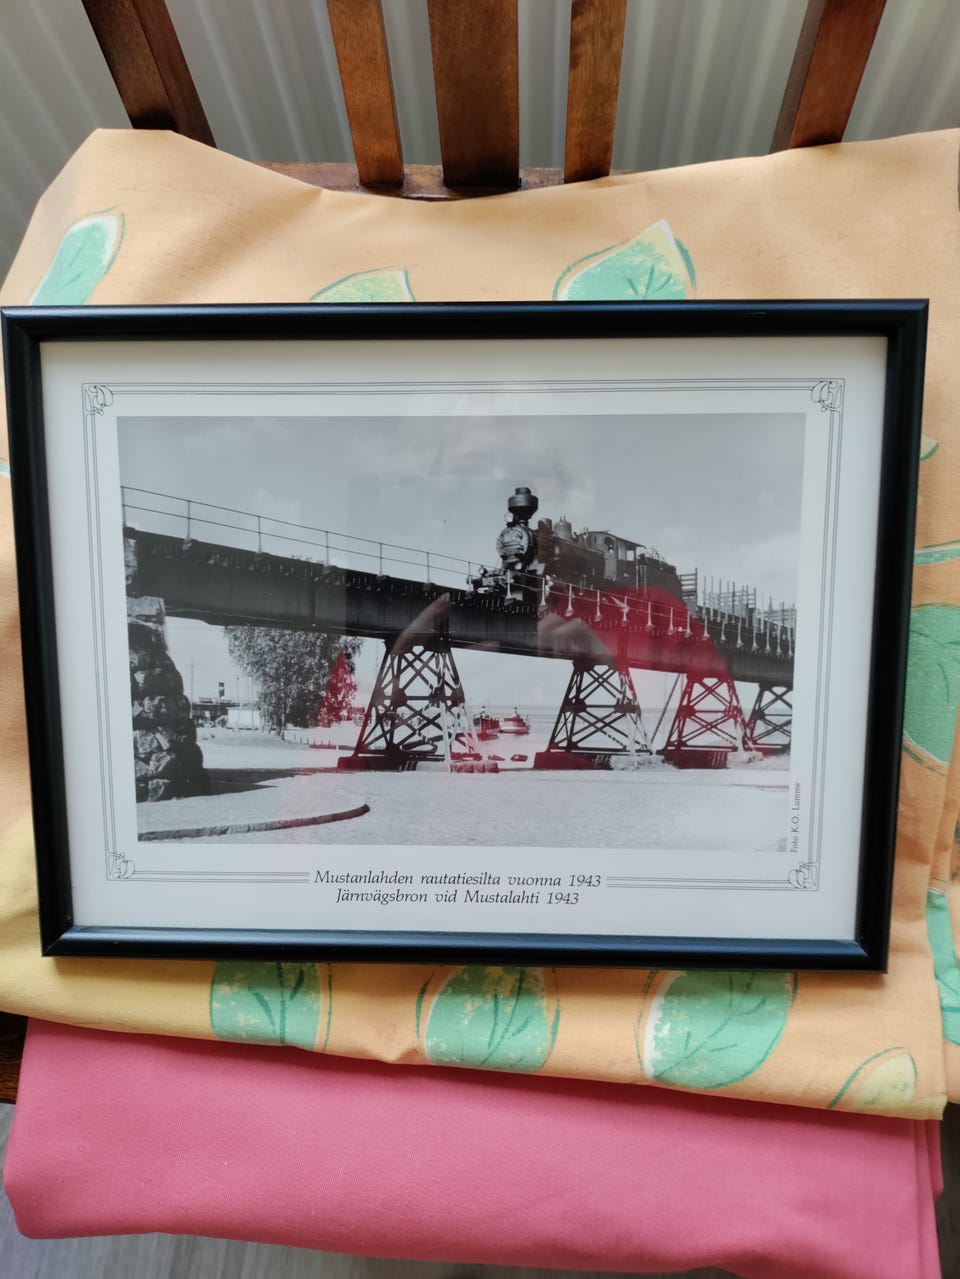 Foto K.O. Lumme
Mustanlahden rautatiesilta vuonna 1943
Järnvägsbron vid Mustalahti 1943